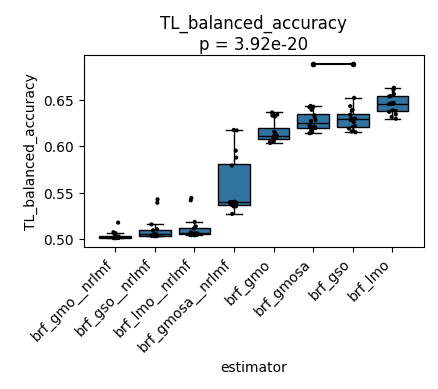 TL_balanced_accuracy
p = 3.92e-20
TL_balanced_accuracy
0.65
0.60
0.55
0.50
brf_gmo__nrlmf
brf_gso__nrlmf
brf_lmo__nrlmf
brf_gmosa__nrlmf
brf_gmo
brf_gmosa
brf_gso
brf_lmo
estimator